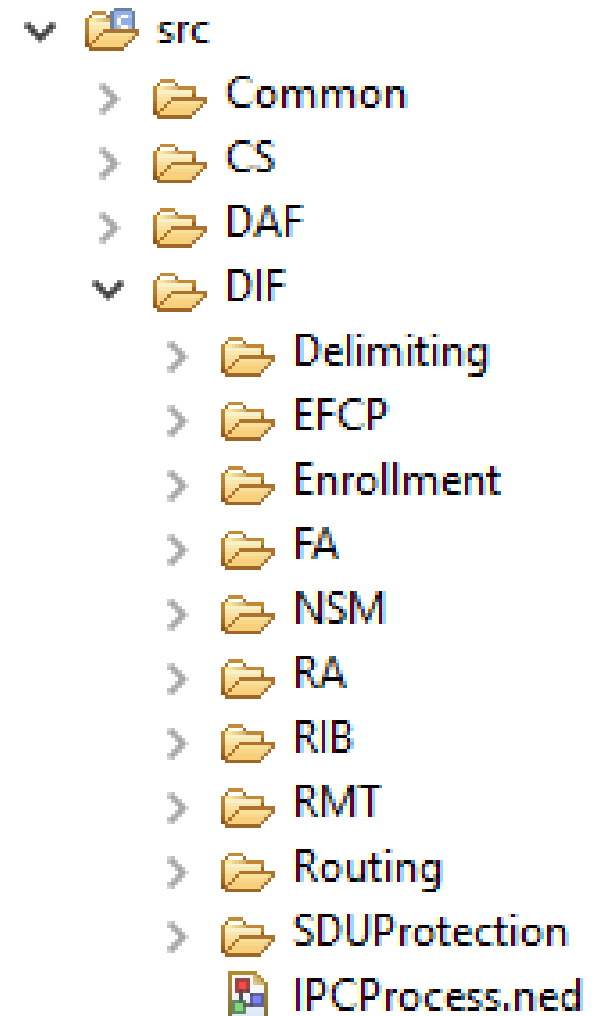 src
Common
CS
DAF
DIF
Delimiting
EFCP
Enrollment
FA
NSM
RA
RIB
RMT
Routing
SDUProtection
IPCProcess.ned